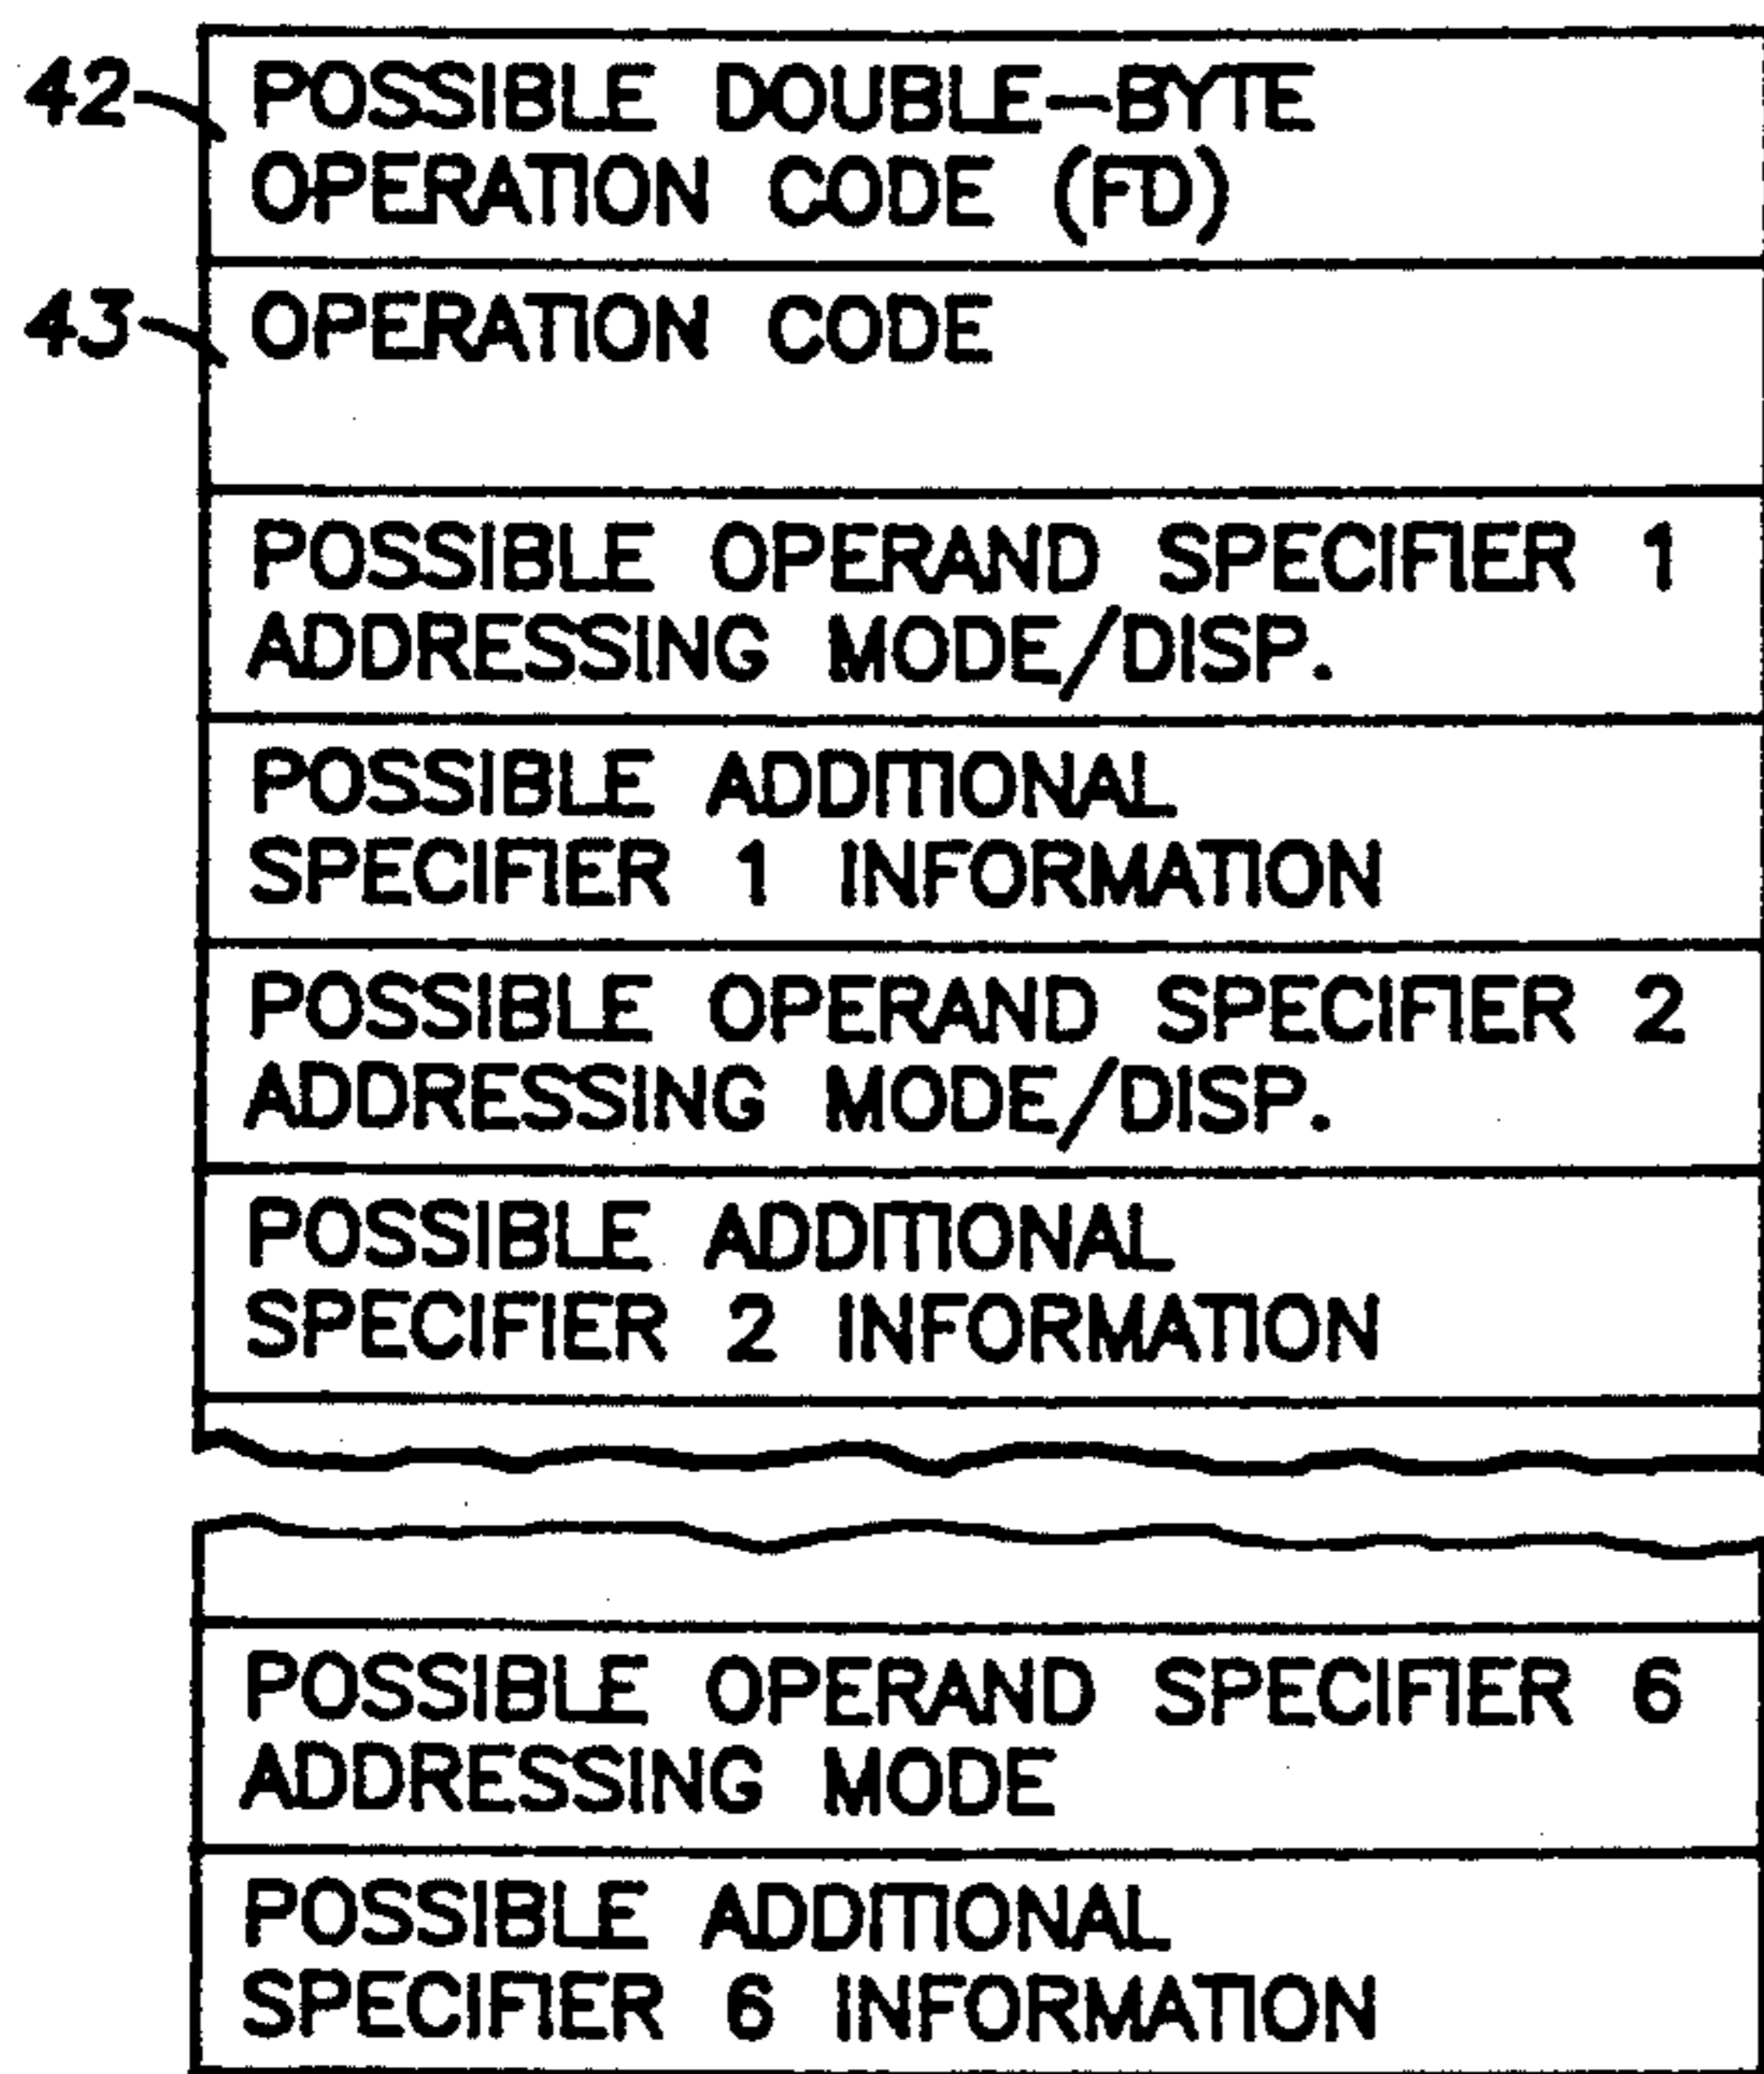 42
POSSIBLE DOUBLE-BYTE
OPERATION CODE (FD)
43
OPERATION CODE
POSSIBLE OPERAND SPECIFIER 1
ADDRESSING MODE/DISP.
POSSIBLE ADDITIONAL
SPECIFIER 1 INFORMATION
POSSIBLE OPERAND SPECIFIER 2
ADDRESSING MODE/DISP.
POSSIBLE ADDITIONAL
SPECIFIER 2 INFORMATION
POSSIBLE OPERAND SPECIFIER 6
ADDRESSING MODE
POSSIBLE ADDITIONAL
SPECIFIER 6 INFORMATION